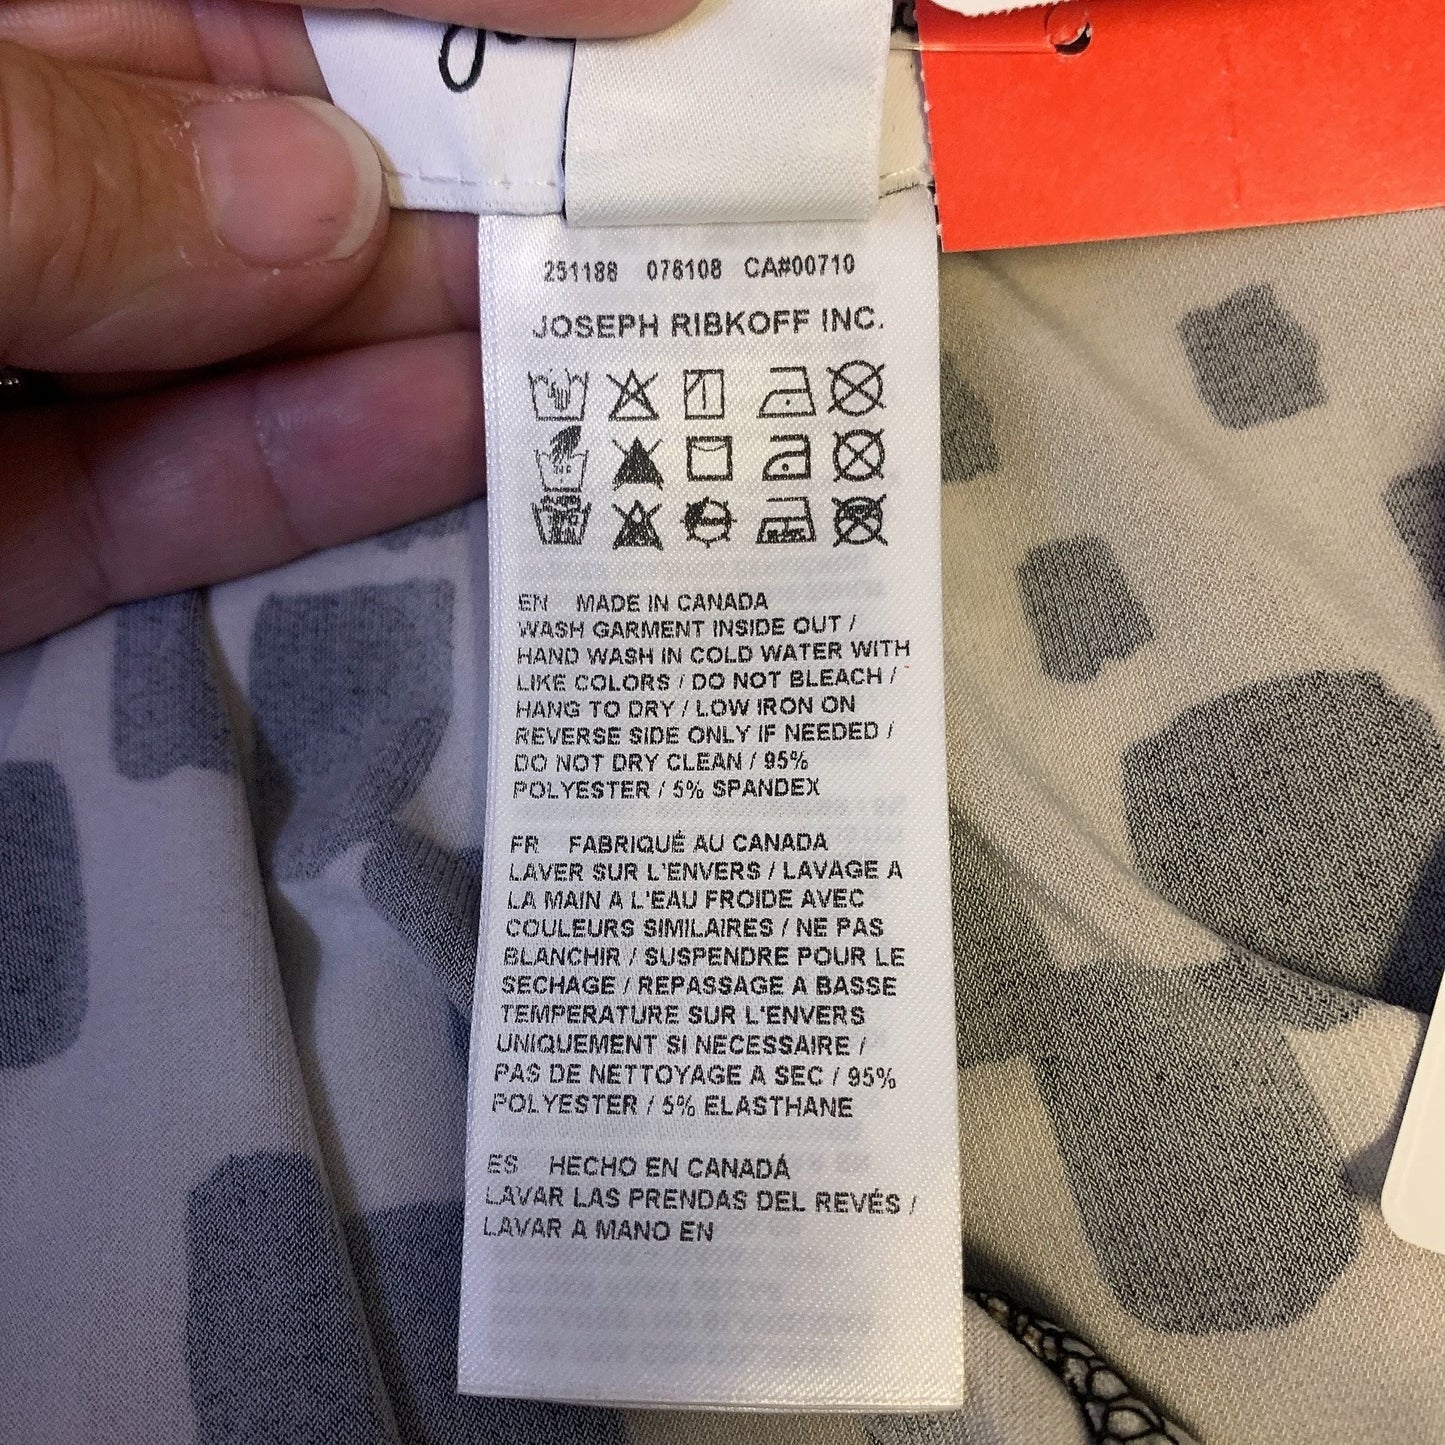 251188 076108 CA#00710
JOSEPH RIBKOFF INC.
EN MADE IN CANADA
WASH GARMENT INSIDE OUT /
HAND WASH IN COLD WATER WITH
LIKE COLORS / DO NOT BLEACH /
HANG TO DRY / LOW IRON ON
REVERSE SIDE ONLY IF NEEDED /
DO NOT DRY CLEAN / 95%
POLYESTER / 5% SPANDEX
FR FABRIQUÉ AU CANADA
LAVER SUR L'ENVERS / LAVAGE A
LA MAIN A L'EAU FROIDE AVEC
COULEURS SIMILAIRES / NE PAS
BLANCHIR / SUSPENDRE POUR LE
SECHAGE / REPASSAGE A BASSE
TEMPERATURE SUR L'ENVERS
UNIQUEMENT SI NECESSAIRE /
PAS DE NETTOYAGE A SEC / 95%
POLYESTER / 5% ELASTHANE
ES HECHO EN CANADÁ
LAVAR LAS PRENDAS DEL REVÉS /
LAVAR A MANO EN